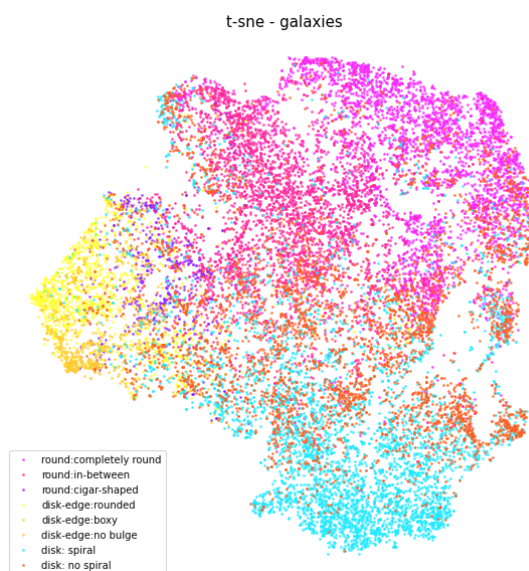 t-sne - galaxies
round:completely round
round:in-between
round:cigar-shaped
disk-edge:rounded
disk-edge:boxy
disk-edge:no bulge
disk: spiral
disk: no spiral